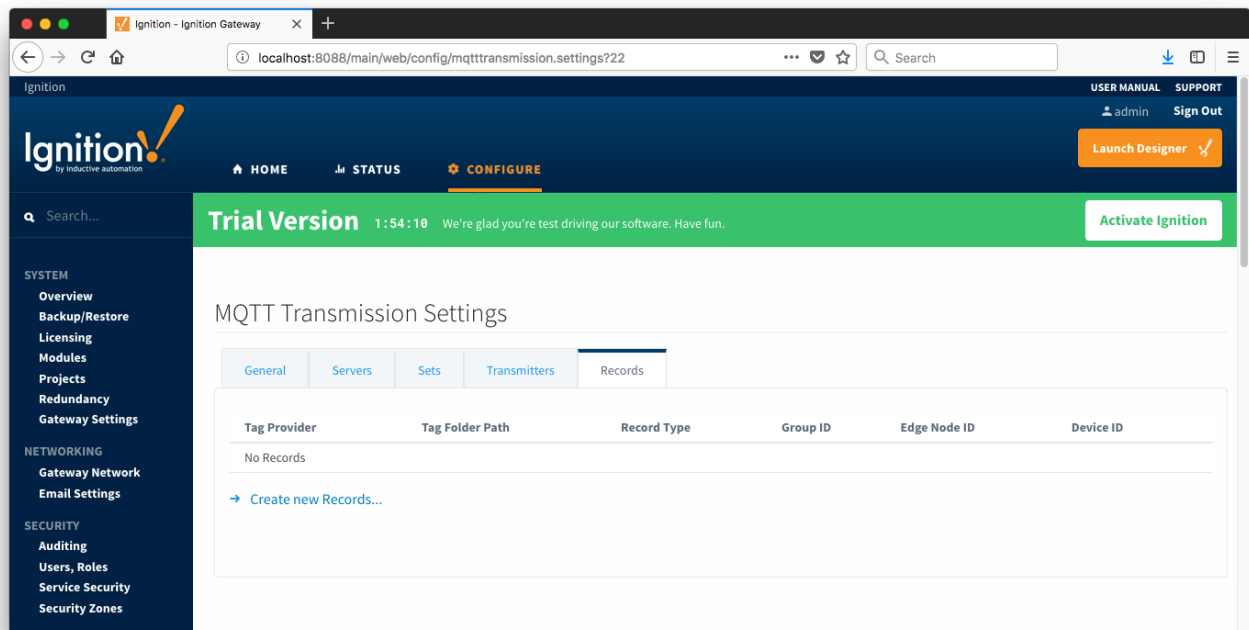 Ignition - Ignition Gateway
localhost:8088/main/web/config/mqtttransmission.settings?22
Search
Ignition
USER MANUAL SUPPORT
admin Sign Out
Ignition!
by inductive automation
Launch Designer
HOME STATUS CONFIGURE
Search...
Trial Version 1:54:10 We're glad you're test driving our software. Have fun.
Activate Ignition
SYSTEM
Overview
Backup/Restore
Licensing
Modules
Projects
Redundancy
Gateway Settings
NETWORKING
Gateway Network
Email Settings
SECURITY
Auditing
Users, Roles
Service Security
Security Zones
MQTT Transmission Settings
General Servers Sets Transmitters Records
Tag Provider Tag Folder Path Record Type Group ID Edge Node ID Device ID
No Records
Create new Records...